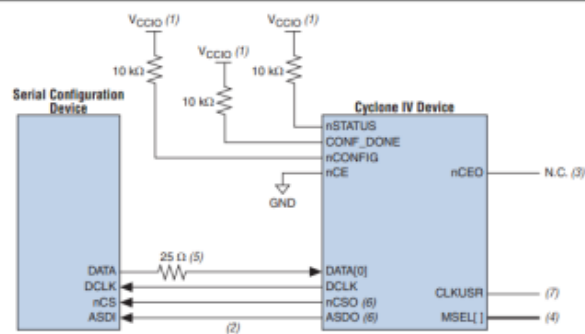 VCCIO (1)
VCCIO (1)
VCCIO (1)
10 kΩ
10 kΩ
10 kΩ
Serial Configuration
Device
Cyclone IV Device
nSTATUS
CONF_DONE
nCONFIG
nCE
nCEO
N.C. (3)
GND
25 Ω (5)
DATA
DATA[0]
DCLK
DCLK
nCS
nCSO (6)
ASDI
ASDO (6)
(2)
CLKUSR
(7)
MSEL[ ]
(4)